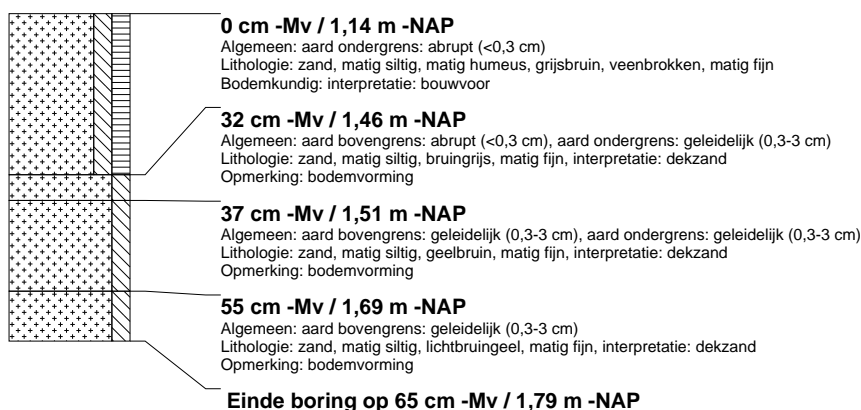 0 cm -Mv / 1,14 m -NAP
Algemeen: aard ondergrens: abrupt (<0,3 cm)
Lithologie: zand, matig siltig, matig humeus, grijsbruin, veenbrokken, matig fijn
Bodemkundig: interpretatie: bouwvoor
32 cm -Mv / 1,46 m -NAP
Algemeen: aard bovengrens: abrupt (<0,3 cm), aard ondergrens: geleidelijk (0,3-3 cm)
Lithologie: zand, matig siltig, bruingrijs, matig fijn, interpretatie: dekzand
Opmerking: bodemvorming
37 cm -Mv / 1,51 m -NAP
Algemeen: aard bovengrens: geleidelijk (0,3-3 cm), aard ondergrens: geleidelijk (0,3-3 cm)
Lithologie: zand, matig siltig, geelbruin, matig fijn, interpretatie: dekzand
Opmerking: bodemvorming
55 cm -Mv / 1,69 m -NAP
Algemeen: aard bovengrens: geleidelijk (0,3-3 cm)
Lithologie: zand, matig siltig, lichtbruingeel, matig fijn, interpretatie: dekzand
Opmerking: bodemvorming
Einde boring op 65 cm -Mv / 1,79 m -NAP